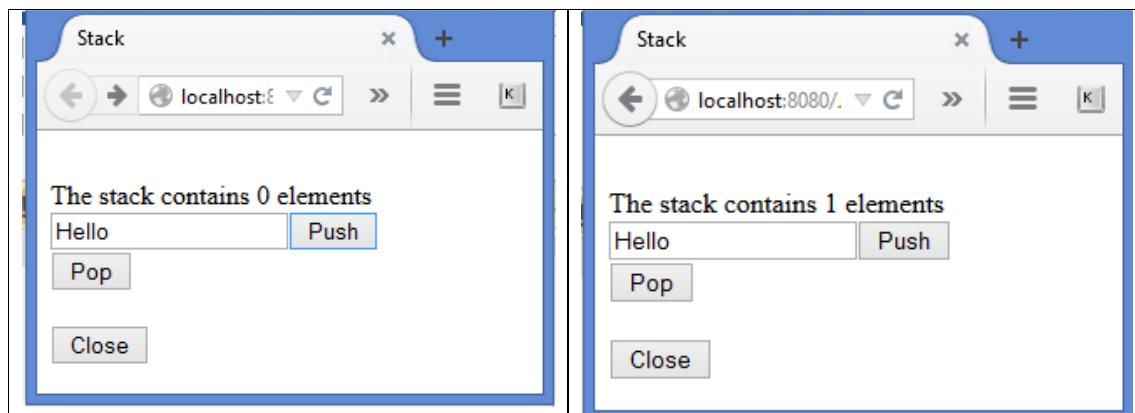 Stack
localhost:8
K
The stack contains 0 elements
Hello Push
Pop
Close
Stack
localhost:8080/.
K
The stack contains 1 elements
Hello Push
Pop
Close